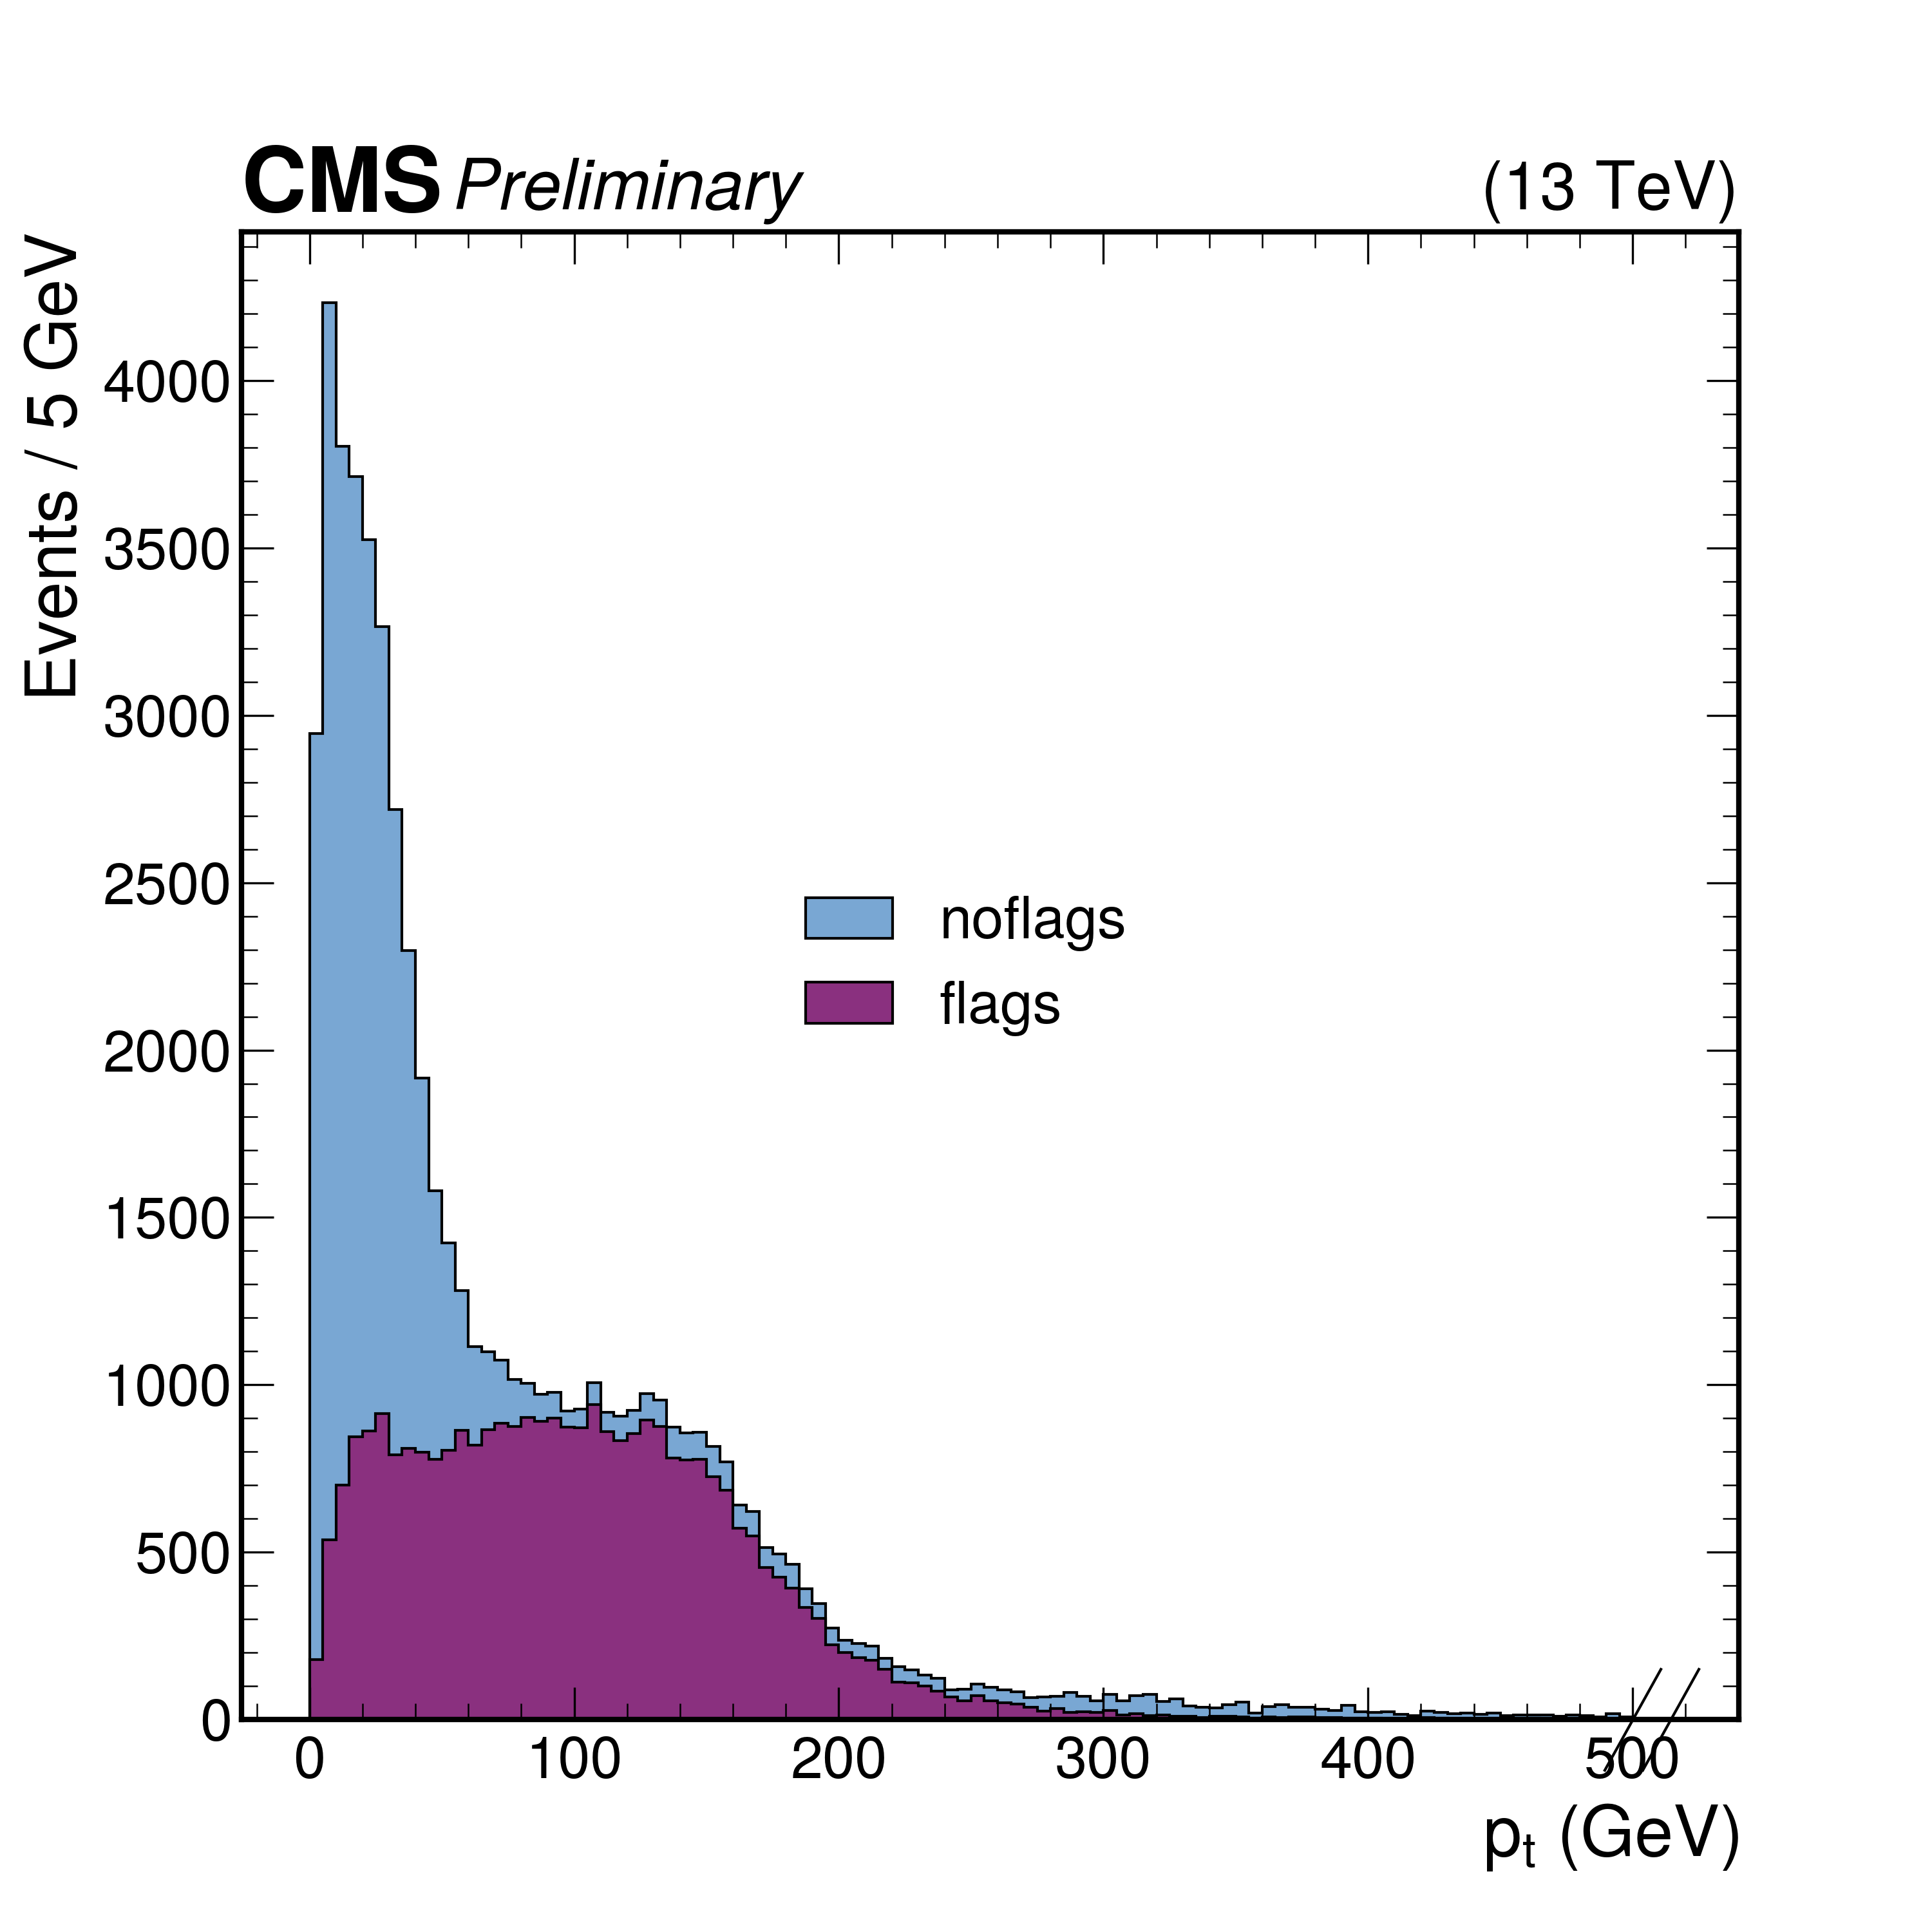 CMS Preliminary (13 TeV)
Events / 5 GeV
4000
3500
3000
2500
2000
1500
1000
500
0
noflags
flags
0 100 200 300 400 500
pt (GeV)